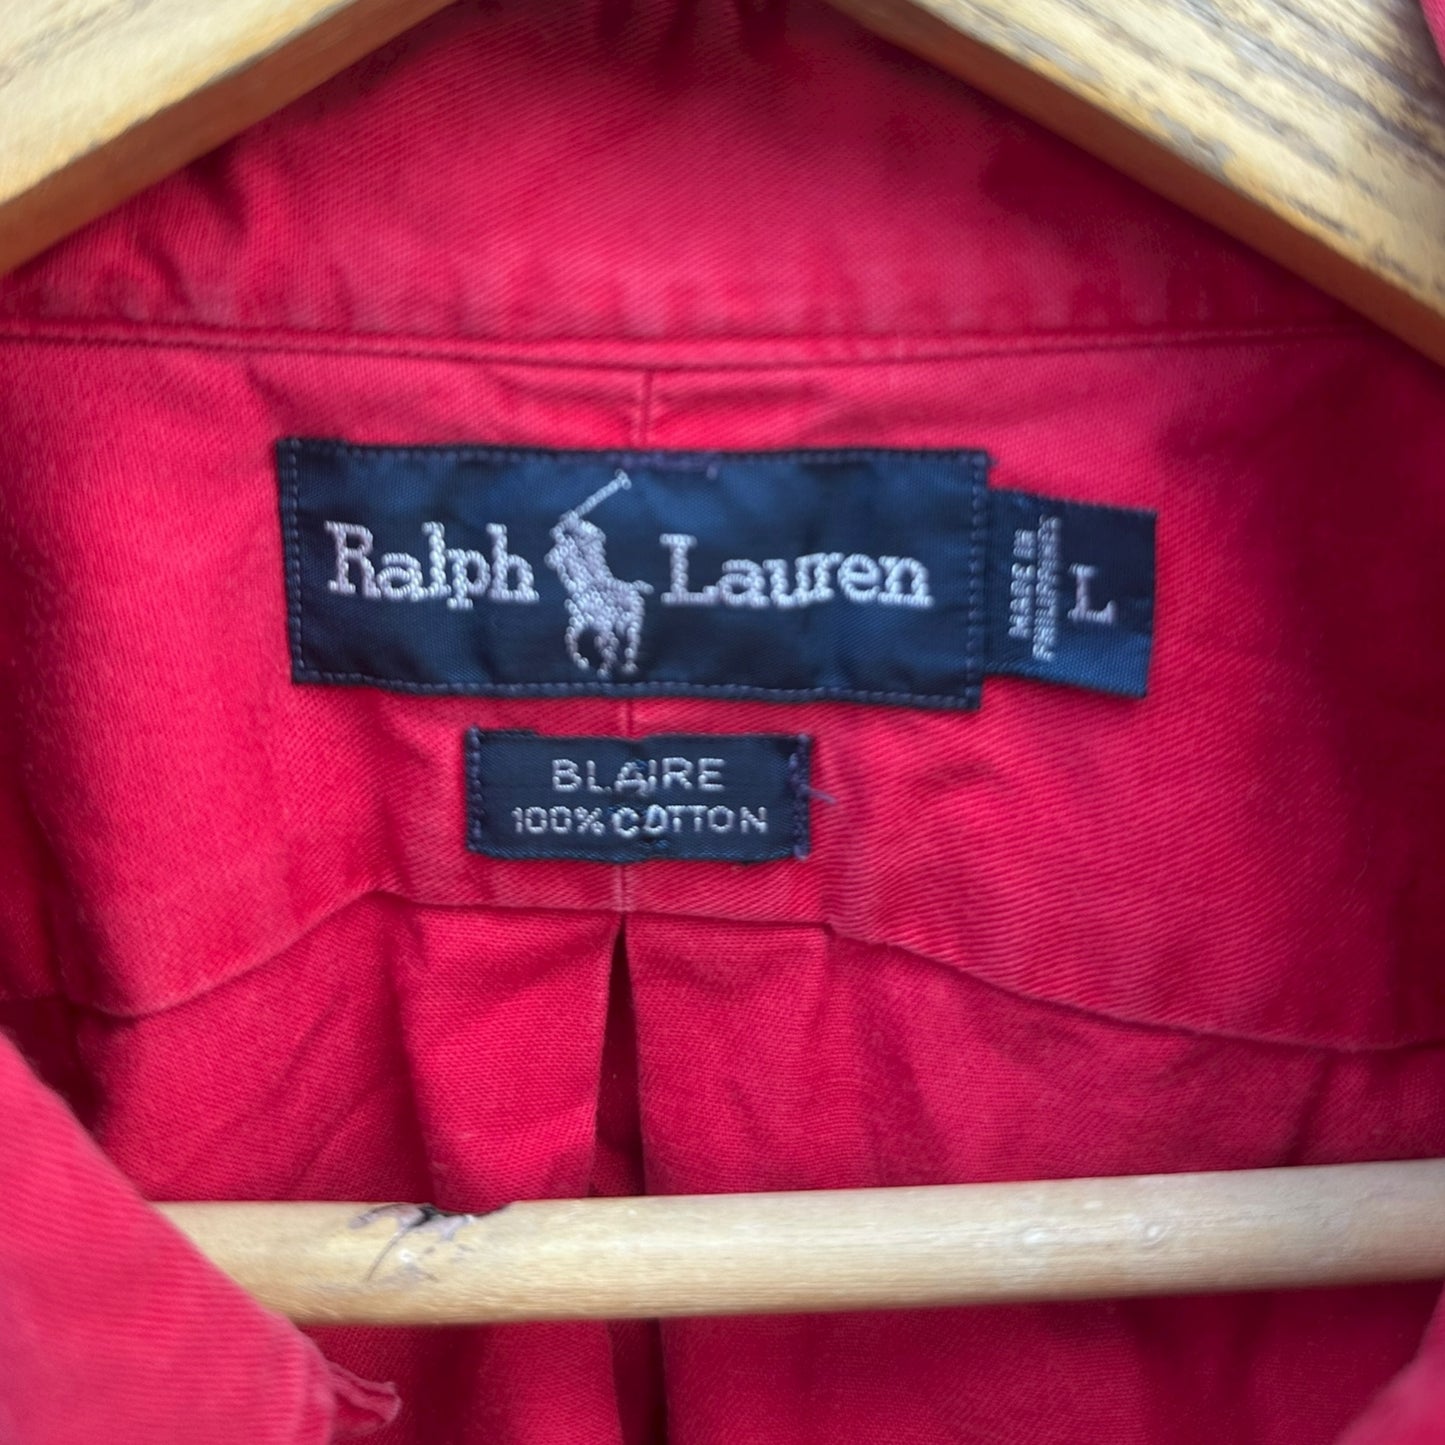 Ralph Lauren
L
BLAIRE
100% COTTON